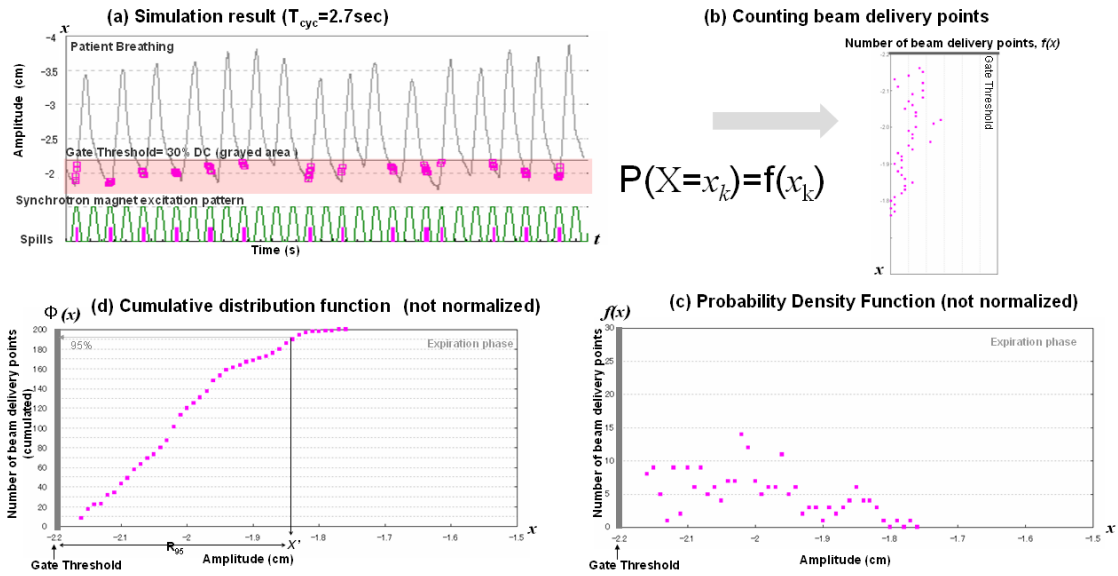 (a) Simulation result (Tcyc=2.7sec)
x
-4
-3.5
-3
-2.5
-2
Amplitude (cm)
Patient Breathing
Gate Threshold= 30% DC (grayed area )
Synchrotron magnet excitation pattern
Spills
t
Time (s)
(b) Counting beam delivery points
Number of beam delivery points, f(x)
Gate Threshold
P(X=xk)=f(xk)
x
(d) Cumulative distribution function (not normalized)
Φ(x)
200
180
160
140
120
100
80
60
40
20
0
Number of beam delivery points
(cumulated)
95%
Expiration phase
-2.2 -2.1 -2 -1.9 -1.8 -1.7 -1.6 -1.5
x
R95
X'
Amplitude (cm)
Gate Threshold
(c) Probability Density Function (not normalized)
f(x)
30
25
20
15
10
5
0
Number of beam delivery points
Expiration phase
-2.2 -2.1 -2 -1.9 -1.8 -1.7 -1.6 -1.5
x
Amplitude (cm)
Gate Threshold